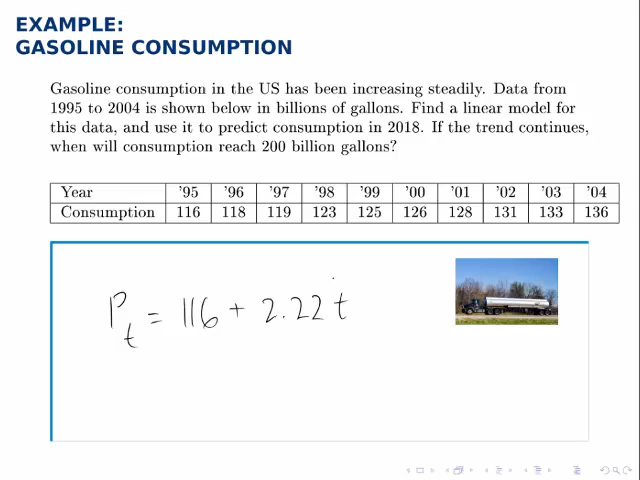 EXAMPLE:
GASOLINE CONSUMPTION
Gasoline consumption in the US has been increasing steadily. Data from
1995 to 2004 is shown below in billions of gallons. Find a linear model for
this data, and use it to predict consumption in 2018. If the trend continues,
when will consumption reach 200 billion gallons?
Year '95 '96 '97 '98 '99 '00 '01 '02 '03 '04
Consumption 116 118 119 123 125 126 128 131 133 136
P_t = 116 + 2.22 t